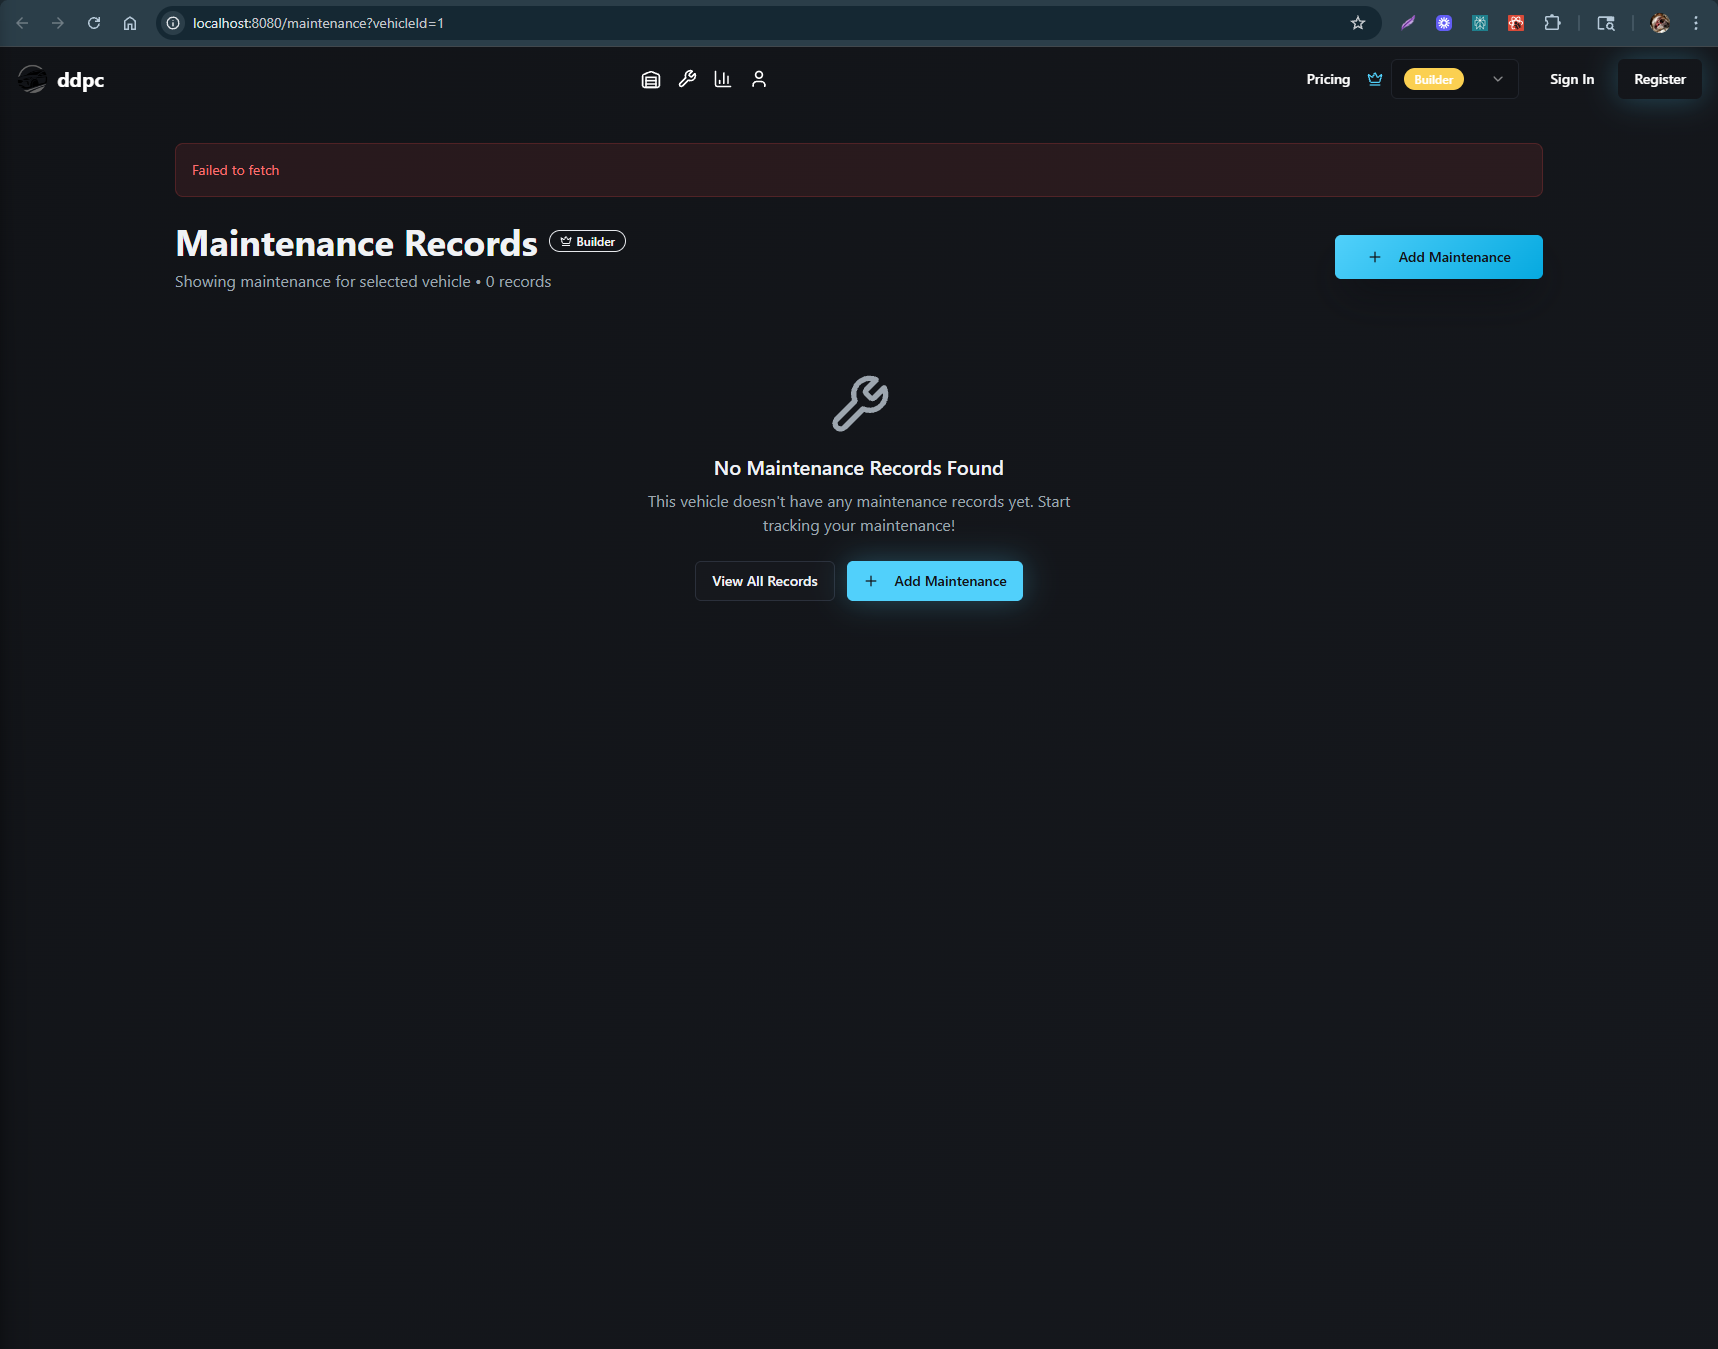 localhost:8080/maintenance?vehicleId=1
ddpc
Pricing
Builder
Sign In
Register
Failed to fetch
Maintenance Records
Builder
Add Maintenance
Showing maintenance for selected vehicle • 0 records
No Maintenance Records Found
This vehicle doesn't have any maintenance records yet. Start
tracking your maintenance!
View All Records
Add Maintenance